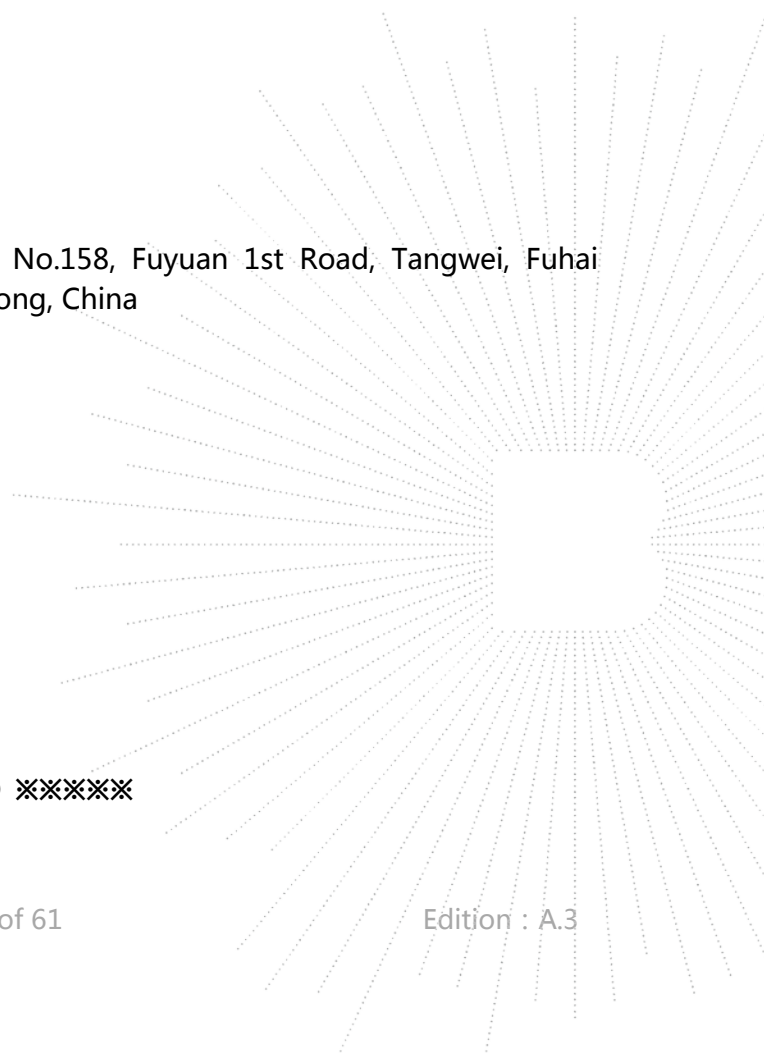 No.158, Fuyuan 1st Road, Tangwei, Fuhai
ong, China
※※※※※
of 61 Edition : A.3